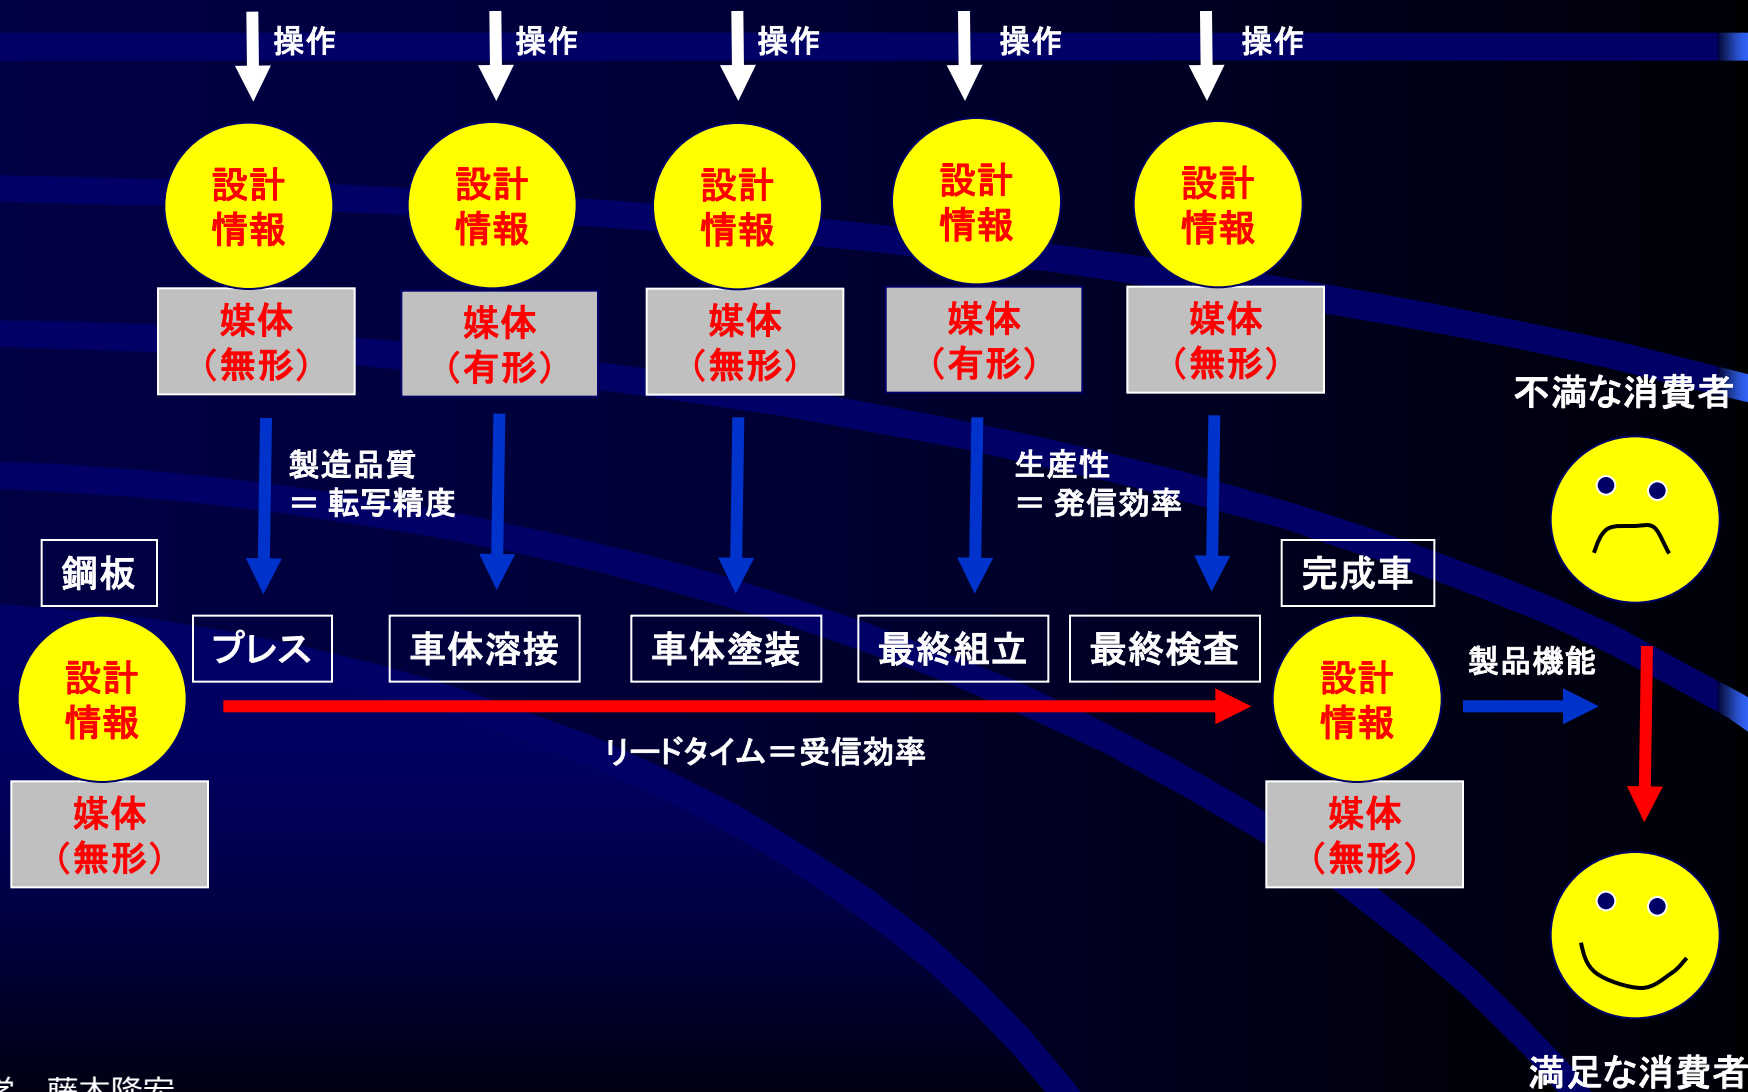 操作
操作
操作
操作
操作
設計
情報
媒体
（無形）
設計
情報
媒体
（有形）
設計
情報
媒体
（無形）
設計
情報
媒体
（有形）
設計
情報
媒体
（無形）
不満な消費者
製造品質
＝ 転写精度
生産性
＝ 発信効率
鋼板
設計
情報
媒体
（無形）
プレス
車体溶接
車体塗装
最終組立
最終検査
リードタイム＝受信効率
完成車
設計
情報
媒体
（無形）
製品機能
満足な消費者
学　藤本隆宏